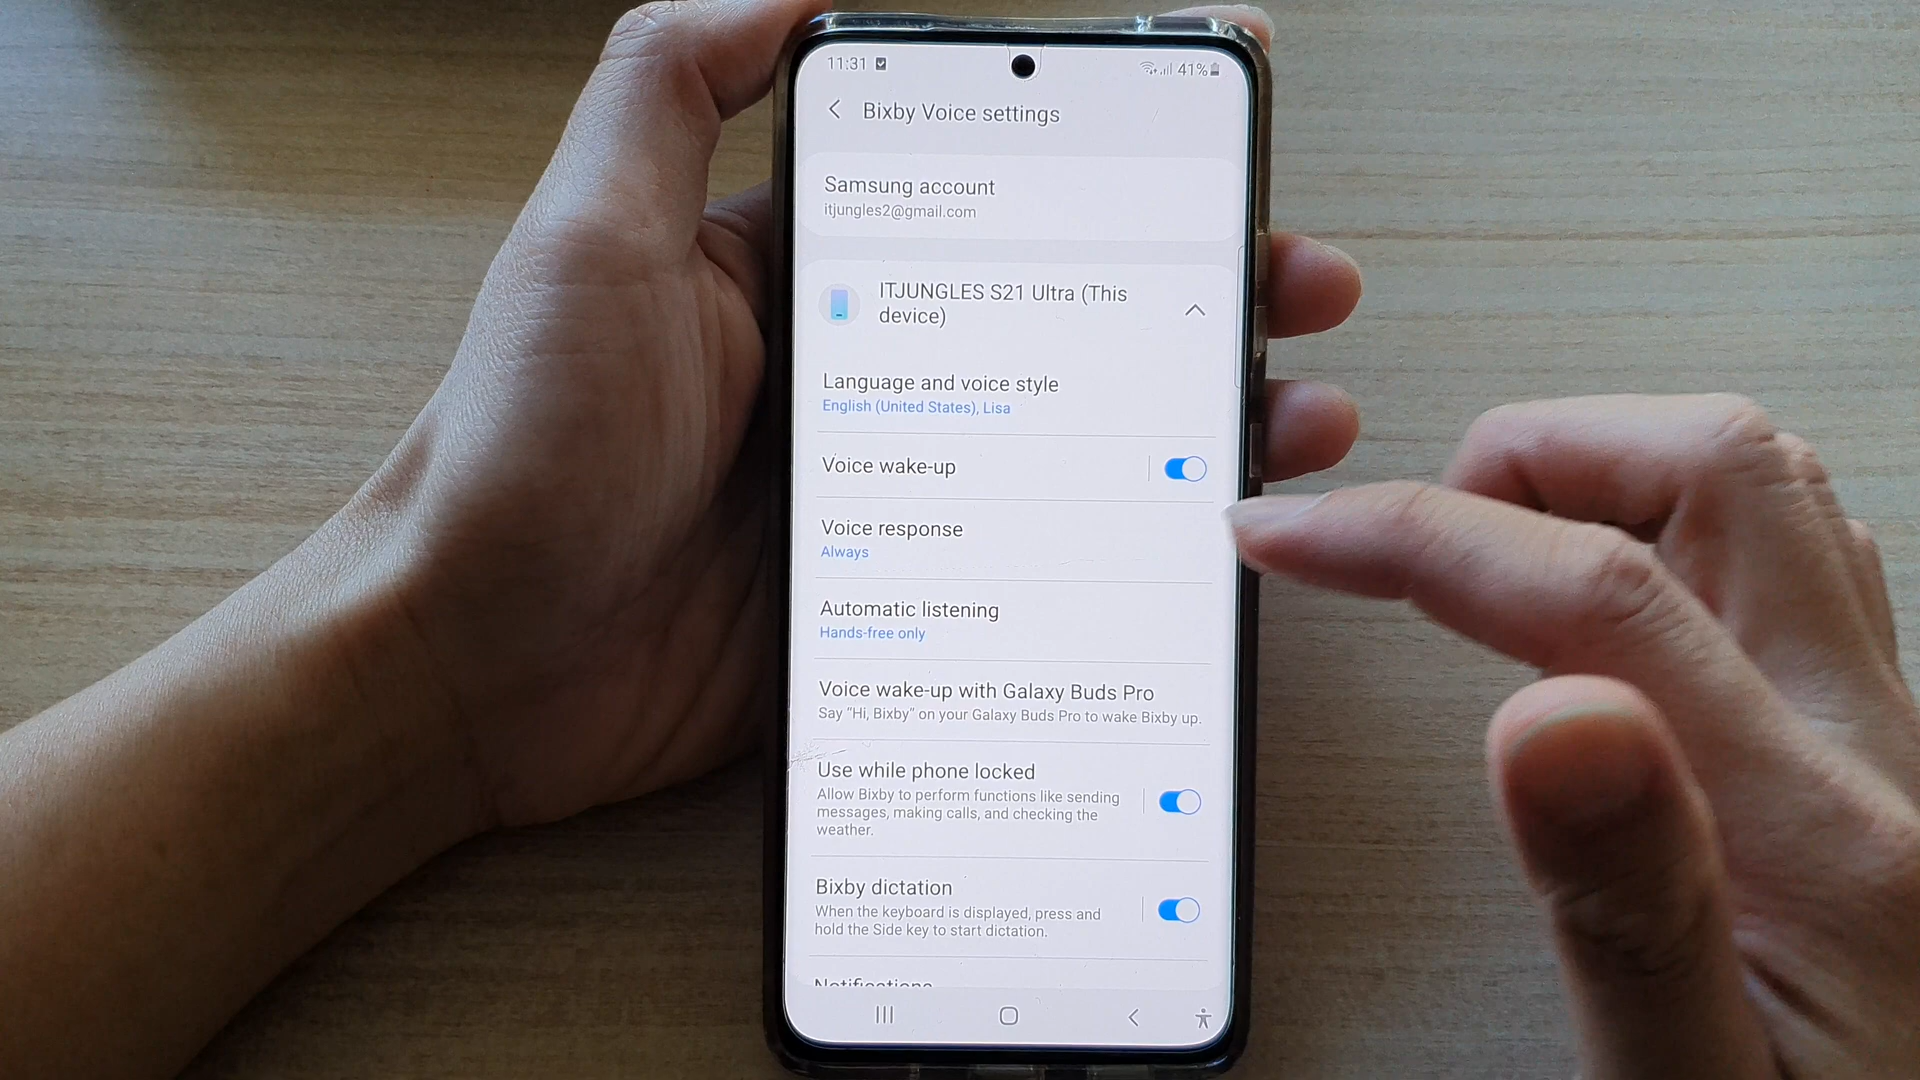 11:31
41%
Bixby Voice settings
Samsung account
itjungles2@gmail.com
ITJUNGLES S21 Ultra (This
device)
Language and voice style
English (United States), Lisa
Voice wake-up
Voice response
Always
Automatic listening
Hands-free only
Voice wake-up with Galaxy Buds Pro
Say “Hi, Bixby” on your Galaxy Buds Pro to wake Bixby up.
Use while phone locked
Allow Bixby to perform functions like sending
messages, making calls, and checking the
weather.
Bixby dictation
When the keyboard is displayed, press and
hold the Side key to start dictation.
Notifications